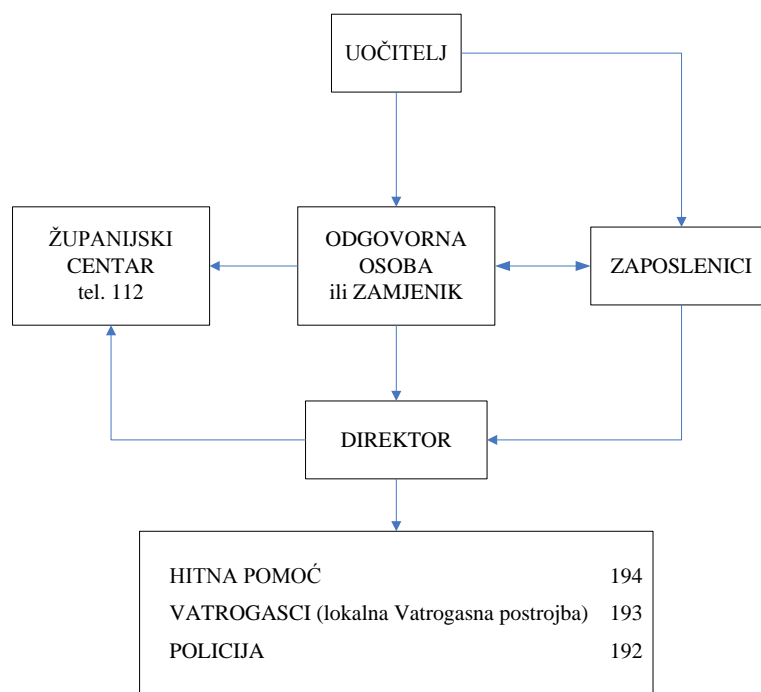 UOČITELJ
ŽUPANIJSKI
CENTAR
tel. 112
ODGOVORNA
OSOBA
ili ZAMJENIK
ZAPOSLENICI
DIREKTOR
HITNA POMOĆ 194
VATROGASCI (lokalna Vatrogasna postrojba) 193
POLICIJA 192